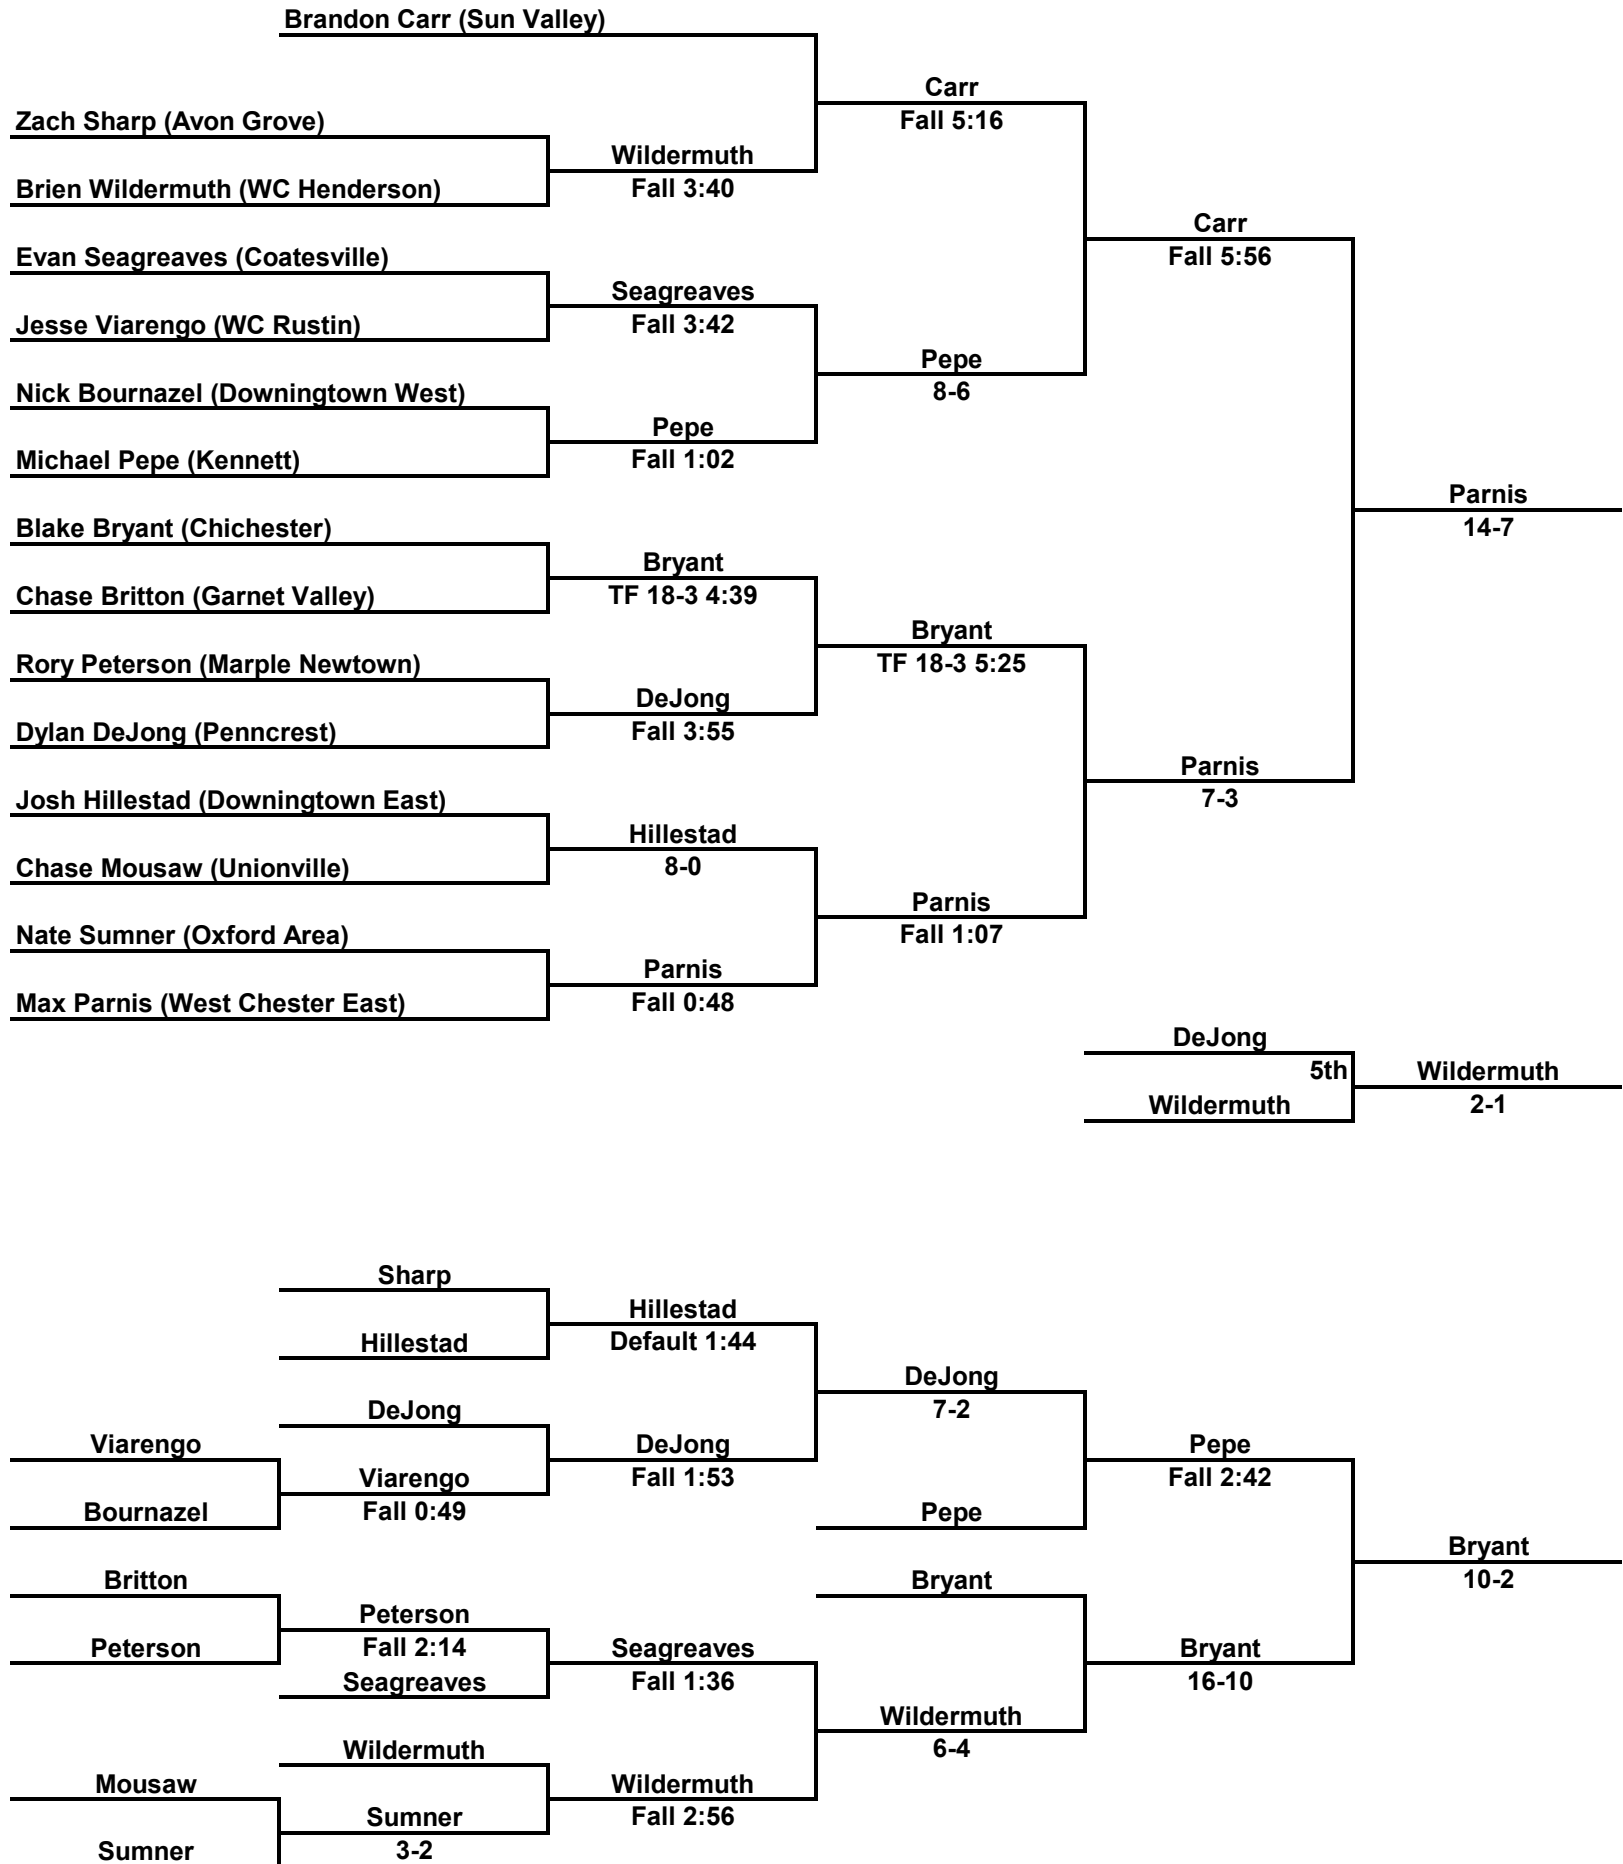 Brandon Carr (Sun Valley)
Carr
Zach Sharp (Avon Grove)
Fall 5:16
Wildermuth
Brien Wildermuth (WC Henderson)
Fall 3:40
Carr
Evan Seagreaves (Coatesville)
Fall 5:56
Seagreaves
Jesse Viarengo (WC Rustin)
Fall 3:42
Pepe
Nick Bournazel (Downingtown West)
8-6
Pepe
Michael Pepe (Kennett)
Fall 1:02
Parnis
Blake Bryant (Chichester)
14-7
Bryant
Chase Britton (Garnet Valley)
TF 18-3 4:39
Bryant
Rory Peterson (Marple Newtown)
TF 18-3 5:25
DeJong
Dylan DeJong (Penncrest)
Fall 3:55
Parnis
Josh Hillestad (Downingtown East)
7-3
Hillestad
Chase Mousaw (Unionville)
8-0
Parnis
Nate Sumner (Oxford Area)
Fall 1:07
Parnis
Max Parnis (West Chester East)
Fall 0:48
DeJong
5th
Wildermuth
Wildermuth
2-1
Sharp
Hillestad
Hillestad
Default 1:44
DeJong
DeJong
7-2
Viarengo
DeJong
Pepe
Viarengo
Fall 1:53
Fall 2:42
Bournazel
Fall 0:49
Pepe
Bryant
Britton
Bryant
10-2
Peterson
Peterson
Fall 2:14
Seagreaves
Bryant
Seagreaves
Fall 1:36
16-10
Wildermuth
Wildermuth
6-4
Mousaw
Wildermuth
Sumner
Fall 2:56
Sumner
3-2